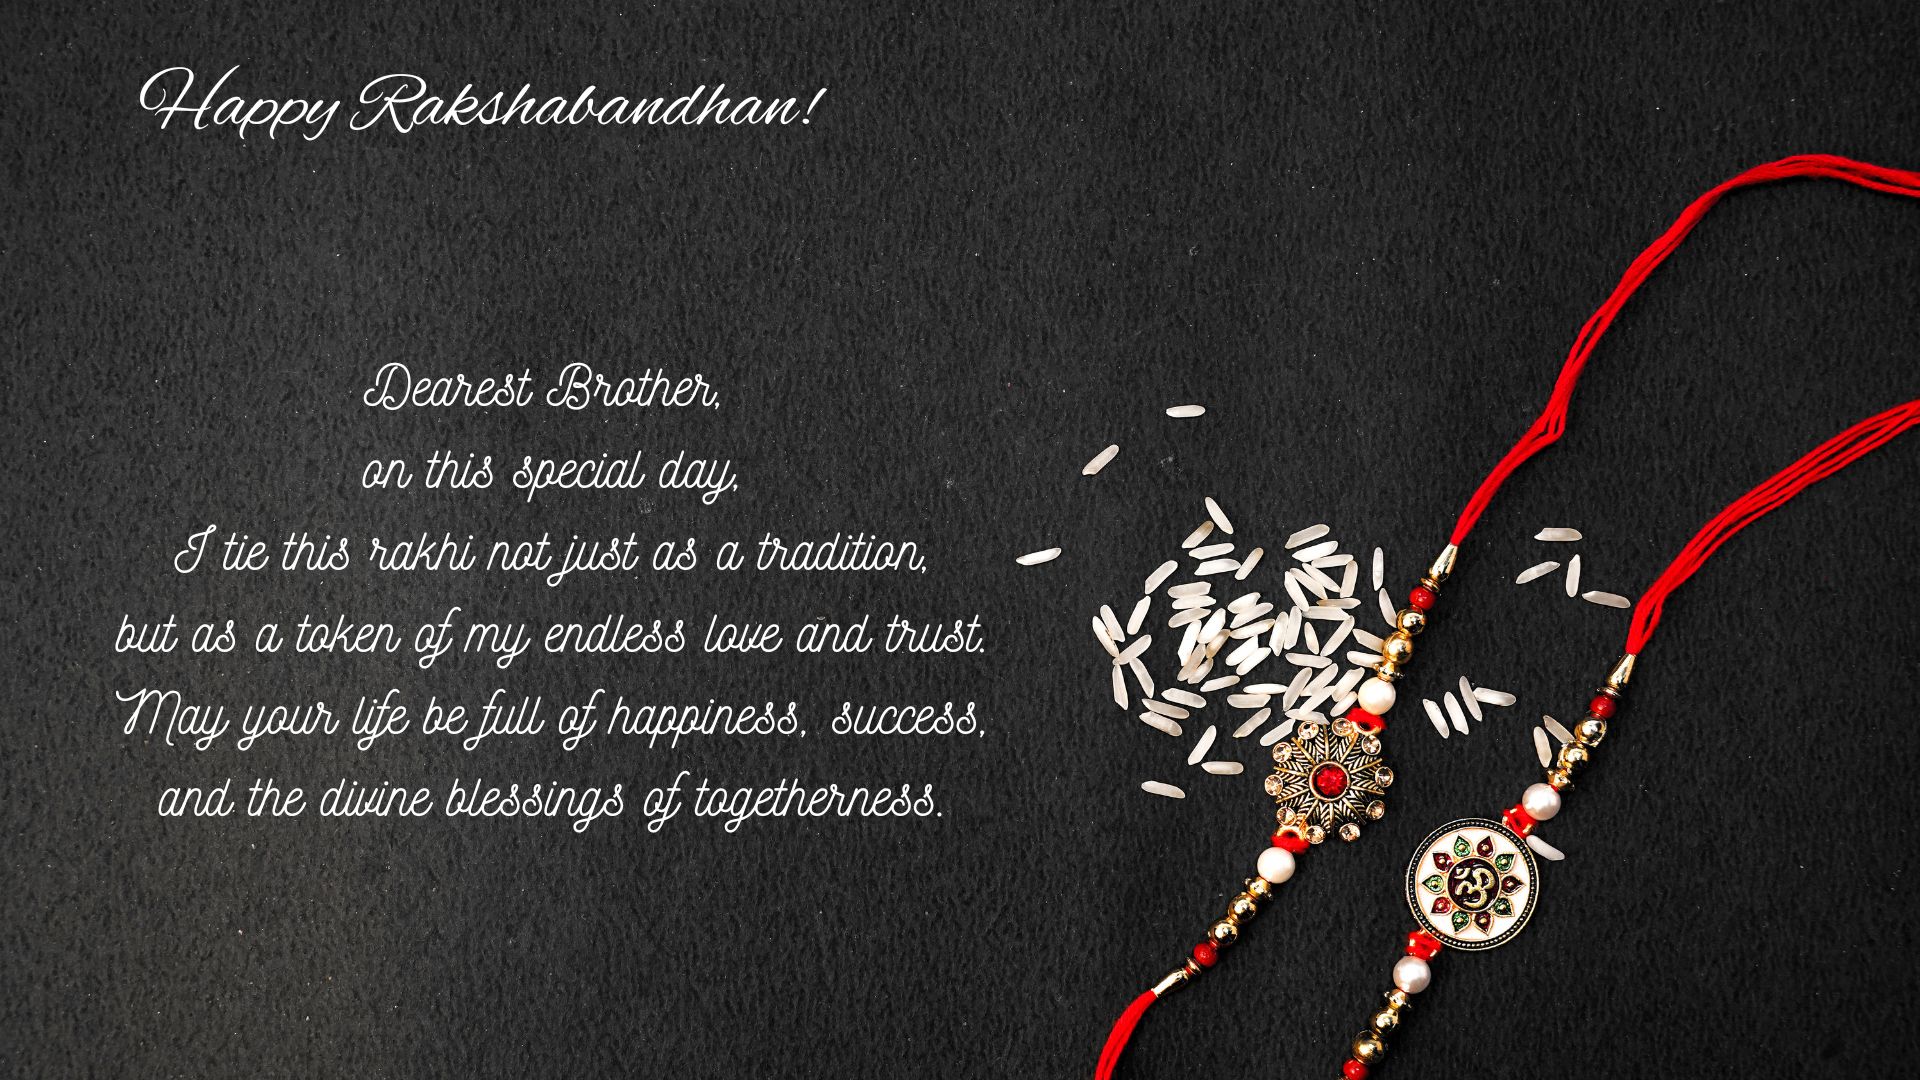 Happy Rakshabandhan!
Dearest Brother,
on this special day,
I tie this rakhi not just as a tradition,
but as a token of my endless love and trust.
May your life be full of happiness, success,
and the divine blessings of togetherness.
ॐ